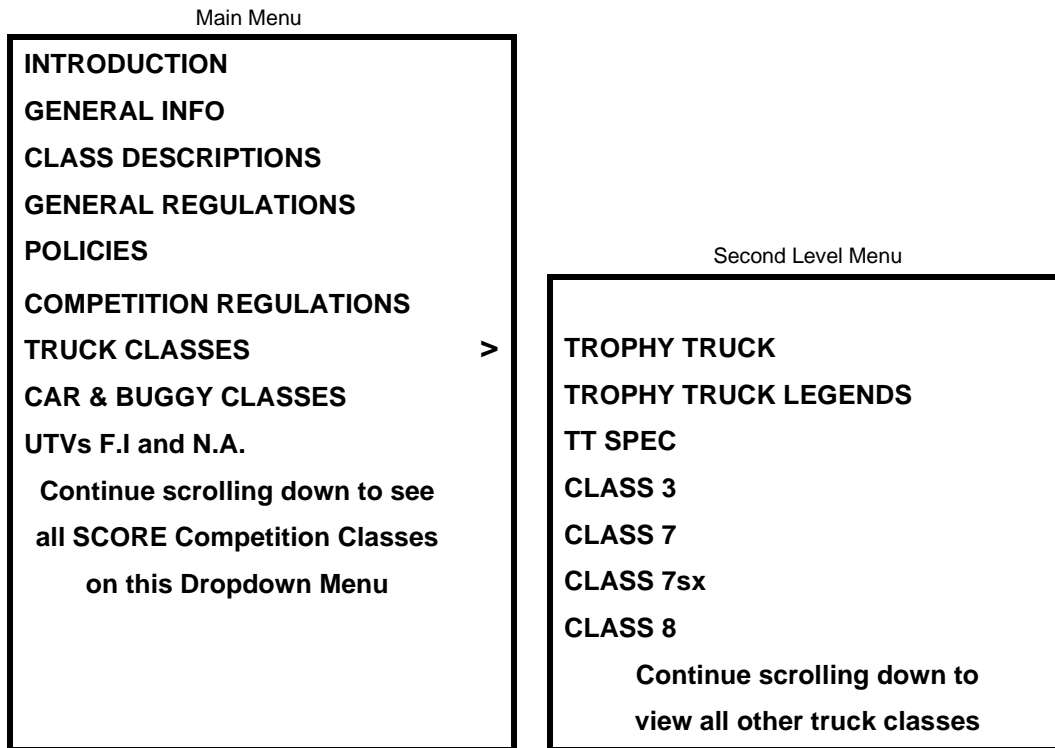 Main Menu
INTRODUCTION
GENERAL INFO
CLASS DESCRIPTIONS
GENERAL REGULATIONS
POLICIES
COMPETITION REGULATIONS
TRUCK CLASSES >
CAR & BUGGY CLASSES
UTVs F.I and N.A.
Continue scrolling down to see
all SCORE Competition Classes
on this Dropdown Menu
Second Level Menu
TROPHY TRUCK
TROPHY TRUCK LEGENDS
TT SPEC
CLASS 3
CLASS 7
CLASS 7sx
CLASS 8
Continue scrolling down to
view all other truck classes